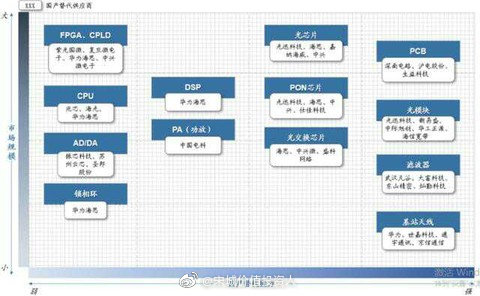 大
XXX 国产替代供应商
FPGA、CPLD
紫光国微、复旦微电
子、华力海思、中兴
微电子
光芯片
光迅科技、海思、嘉
纳海威、中兴
PCB
深南电路、沪电股份、
生益科技
CPU
龙芯、海光、
华为海思
DSP
华力海思
PON芯片
光迅科技、海思、中
兴、仕佳科技
光模块
光迅科技、新易盛、
中际旭创、华工正源、
海信宽带
市场规模
AD/DA
苏
州云芯、圣邦
股份
PA（功放）
中国电科
光交换芯片
海思、中兴微、盛科
网络
滤波器
武汉凡谷、大富科技、
东山精密、灿勤科技
锁相环
华力海思
基站天线
华为、世嘉科技、通
宇通讯、京信通信
小
激活 Wind
弱
强
@宋城价值投资人